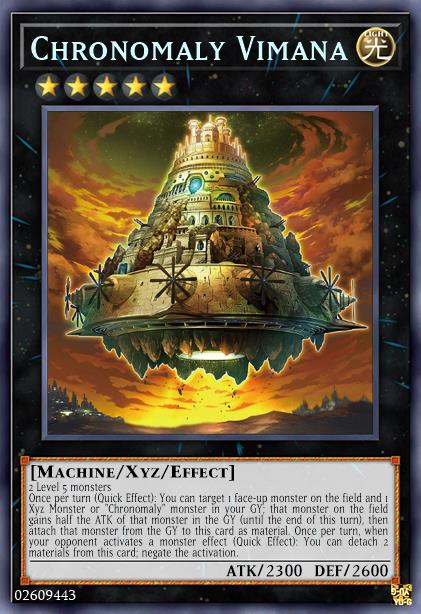 CHRONOMALY VIMANA
LIGHT
光
[MACHINE/XYZ/EFFECT]
2 Level 5 monsters
Once per turn (Quick Effect): You can target 1 face-up monster on the field and 1
Xyz Monster or "Chronomaly" monster in your GY; that monster on the field
gains half the ATK of that monster in the GY (until the end of this turn), then
attach that monster from the GY to this card as material. Once per turn, when
your opponent activates a monster effect (Quick Effect): You can detach 2
materials from this card; negate the activation.
ATK/2300 DEF/2600
02609443